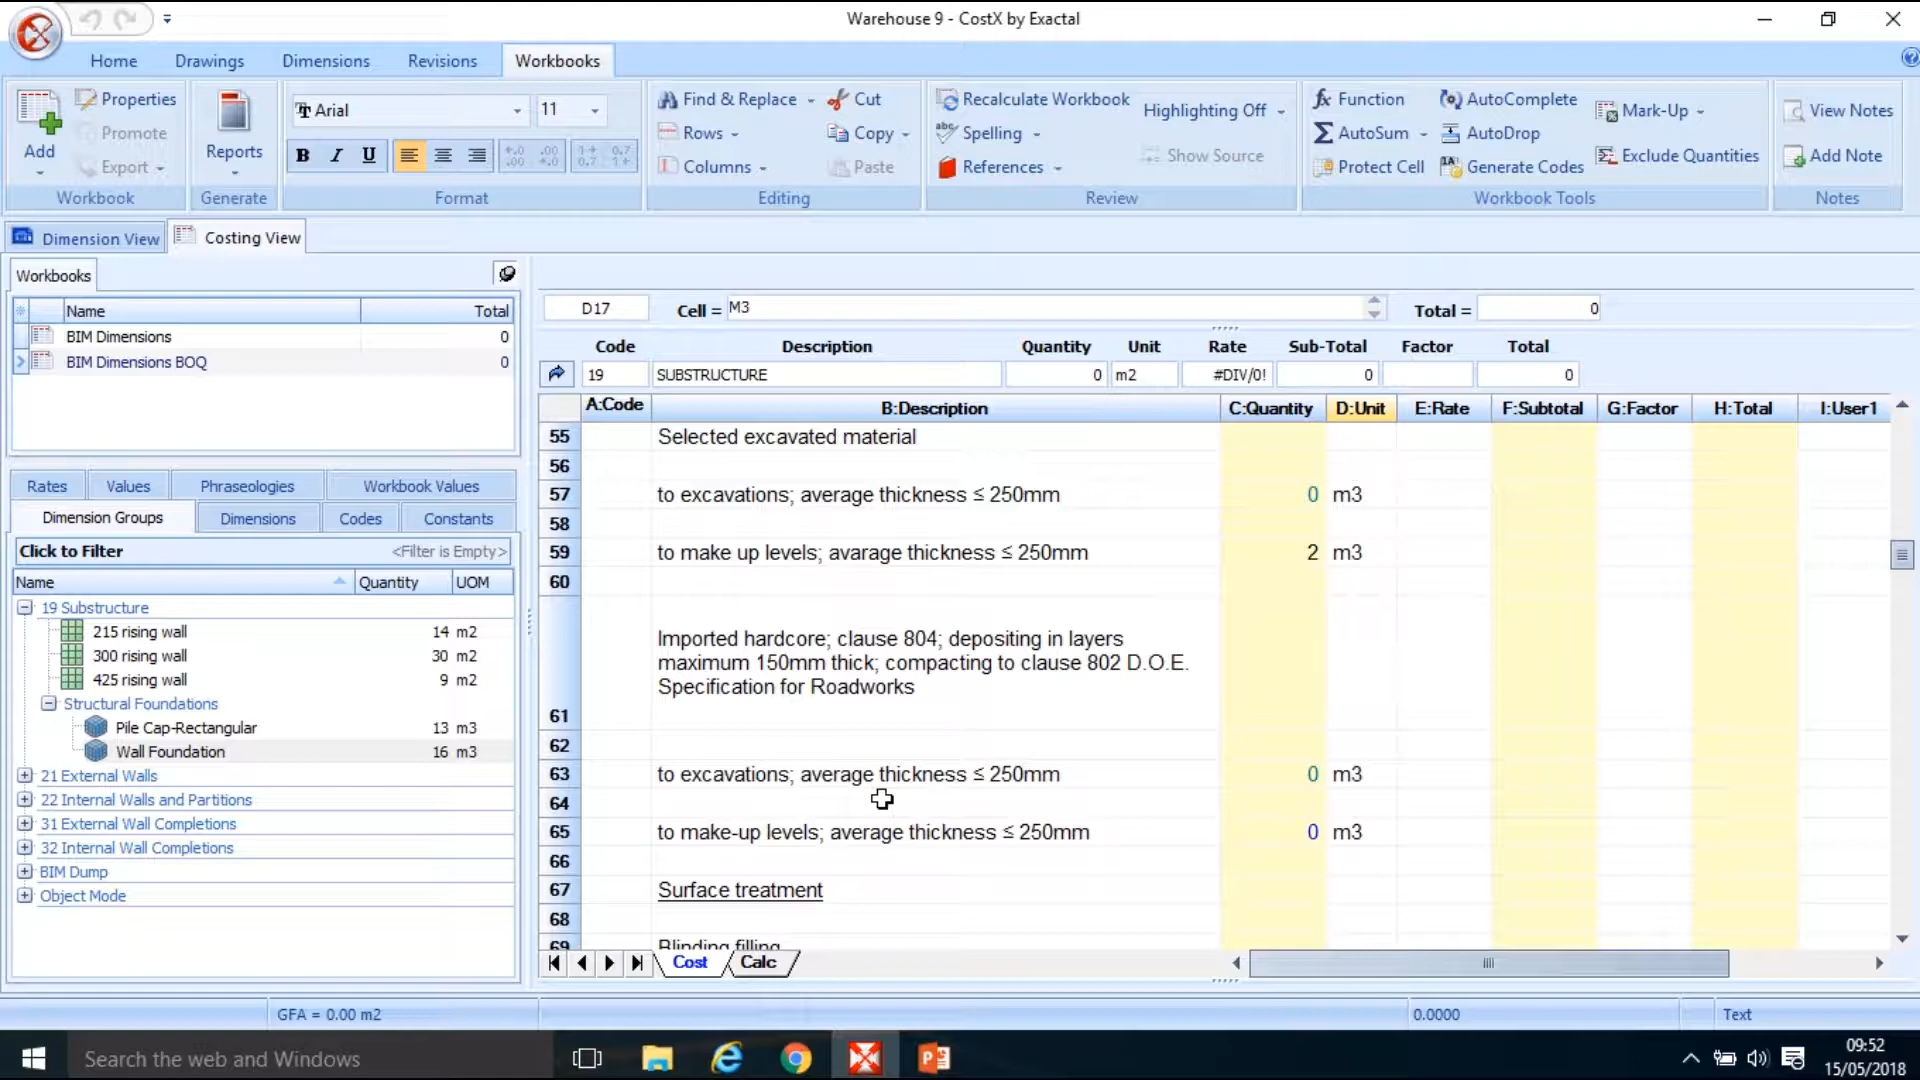 Warehouse 9 - CostX by Exactal
Home Drawings Dimensions Revisions Workbooks
Add
Properties
Promote
Export
Workbook
Reports
Generate
Arial 11
B I U
Format
Find & Replace Cut
Rows Copy
Columns Paste
Editing
Recalculate Workbook Highlighting Off
Spelling
References Show Source
Review
Function AutoComplete Mark-Up
AutoSum AutoDrop
Protect Cell Generate Codes Exclude Quantities
Workbook Tools
View Notes
Add Note
Notes
Dimension View Costing View
Workbooks
Name Total
BIM Dimensions 0
BIM Dimensions BOQ 0
Rates Values Phraseologies Workbook Values
Dimension Groups Dimensions Codes Constants
Click to Filter <Filter is Empty>
Name Quantity UOM
19 Substructure
215 rising wall 14 m2
300 rising wall 30 m2
425 rising wall 9 m2
Structural Foundations
Pile Cap-Rectangular 13 m3
Wall Foundation 16 m3
21 External Walls
22 Internal Walls and Partitions
31 External Wall Completions
32 Internal Wall Completions
BIM Dump
Object Mode
D17 Cell = M3 Total = 0
Code Description Quantity Unit Rate Sub-Total Factor Total
19 SUBSTRUCTURE 0 m2 #DIV/0! 0 0
A:Code B:Description C:Quantity D:Unit E:Rate F:Subtotal G:Factor H:Total I:User1
55 Selected excavated material
56
57 to excavations; average thickness ≤ 250mm 0 m3
58
59 to make up levels; avarage thickness ≤ 250mm 2 m3
60
Imported hardcore; clause 804; depositing in layers
maximum 150mm thick; compacting to clause 802 D.O.E.
Specification for Roadworks
61
62
63 to excavations; average thickness ≤ 250mm 0 m3
64
65 to make-up levels; average thickness ≤ 250mm 0 m3
66
67 Surface treatment
68
69 Blinding filling
Cost Calc
GFA = 0.00 m2 0.0000 Text
Search the web and Windows
09:52
15/05/2018